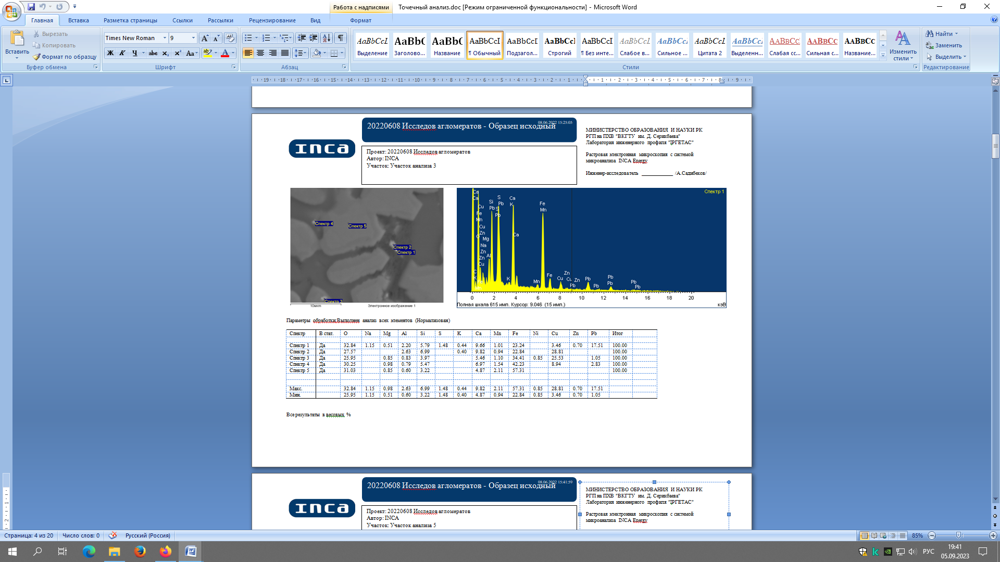 Работа с надписями
Точечный анализ.doc [Режим ограниченной функциональности] - Microsoft Word
Главная Вставка Разметка страницы Ссылки Рассылки Рецензирование Вид Формат
Вставить
Вырезать
Копировать
Формат по образцу
Буфер обмена
Times New Roman 9
Ж К Ч abc x₂ x² Aa
Шрифт
Абзац
AaBbCcL AaBbC AaBbC AaBbCcI AaBbCcI AaBbCcI AaBbCcI AaBbCcL AaBbCcL AaBbCcL AaBbCcL AABBCCI AABBCCI AaBbCc
Выделение Заголово... Название ¶ Обычный Подзагол... Строгий ¶ Без инте... Слабое в... Сильное ... Цитата 2 Выделенн... Слабая сс... Сильная с... Название...
Изменить стили
Стили
Найти
Заменить
Выделить
Редактирование
19 18 17 16 15 14 13 12 11 10 9 8 7 6 5 4 3 2 1 1 2 3 4 5 6 7 8 9
08.06.2022 15:25:05
20220608 Исследов агломератов - Образец исходный
INCA
Проект: 20220608 Исследов агломератов
Автор: INCA
Участок: Участок анализа 3
МИНИСТЕРСТВО ОБРАЗОВАНИЯ И НАУКИ РК
РГП на ПХВ "ВКГТУ им. Д. Серикбаева"
Лаборатория инженерного профиля "ІРГЕТАС"
Растровая электронная микроскопия с системой
микроанализа INCA Energy
Инженер-исследователь ____________ /А.Садибеков/
Спектр 4
Спектр 5
Спектр 2
Спектр 1
Спектр 3
10мкm
Электронное изображение 1
Спектр 1
Ca S Ca Fe
Ca Si Pb K Mn
Cu Pb S
Fe Pb
Mn
Cu
Zn Ca
Mg
Na
Zn
Zn Al
Cu
K K Mn Fe Cu Zn Cu Zn Pb Pb Pb Pb Pb Pb Pb
0 2 4 6 8 10 12 14 16 18 20
Полная шкала 615 имп. Курсор: 9.046 (15 имп.) кэВ
Параметры обработки:Выполнен анализ всех элементов (Нормализован)
Спектр В стат. O Na Mg Al Si S K Ca Mn Fe Ni Cu Zn Pb Итог
Спектр 1 Да 32.84 1.15 0.51 2.20 5.79 1.48 0.44 9.66 1.01 23.24 3.46 0.70 17.51 100.00
Спектр 2 Да 27.57 2.63 6.99 0.40 9.82 0.94 22.84 28.81 100.00
Спектр 3 Да 25.95 0.85 0.83 3.97 5.46 1.10 34.41 0.85 25.53 1.05 100.00
Спектр 4 Да 30.25 0.98 0.79 5.47 6.97 1.54 42.23 8.94 2.83 100.00
Спектр 5 Да 31.03 0.85 0.60 3.22 4.87 2.11 57.31 100.00
Макс. 32.84 1.15 0.98 2.63 6.99 1.48 0.44 9.82 2.11 57.31 0.85 28.81 0.70 17.51
Мин. 25.95 1.15 0.51 0.60 3.22 1.48 0.40 4.87 0.94 22.84 0.85 3.46 0.70 1.05
Все результаты в весовых %
08.06.2022 15:41:59
20220608 Исследов агломератов - Образец исходный
INCA
Проект: 20220608 Исследов агломератов
Автор: INCA
Участок: Участок анализа 5
МИНИСТЕРСТВО ОБРАЗОВАНИЯ И НАУКИ РК
РГП на ПХВ "ВКГТУ им. Д. Серикбаева"
Лаборатория инженерного профиля "ІРГЕТАС"
Растровая электронная микроскопия с системой
микроанализа INCA Energy
Страница: 4 из 20 Число слов: 0 Русский (Россия) 85%
РУС
19:41
05.09.2023